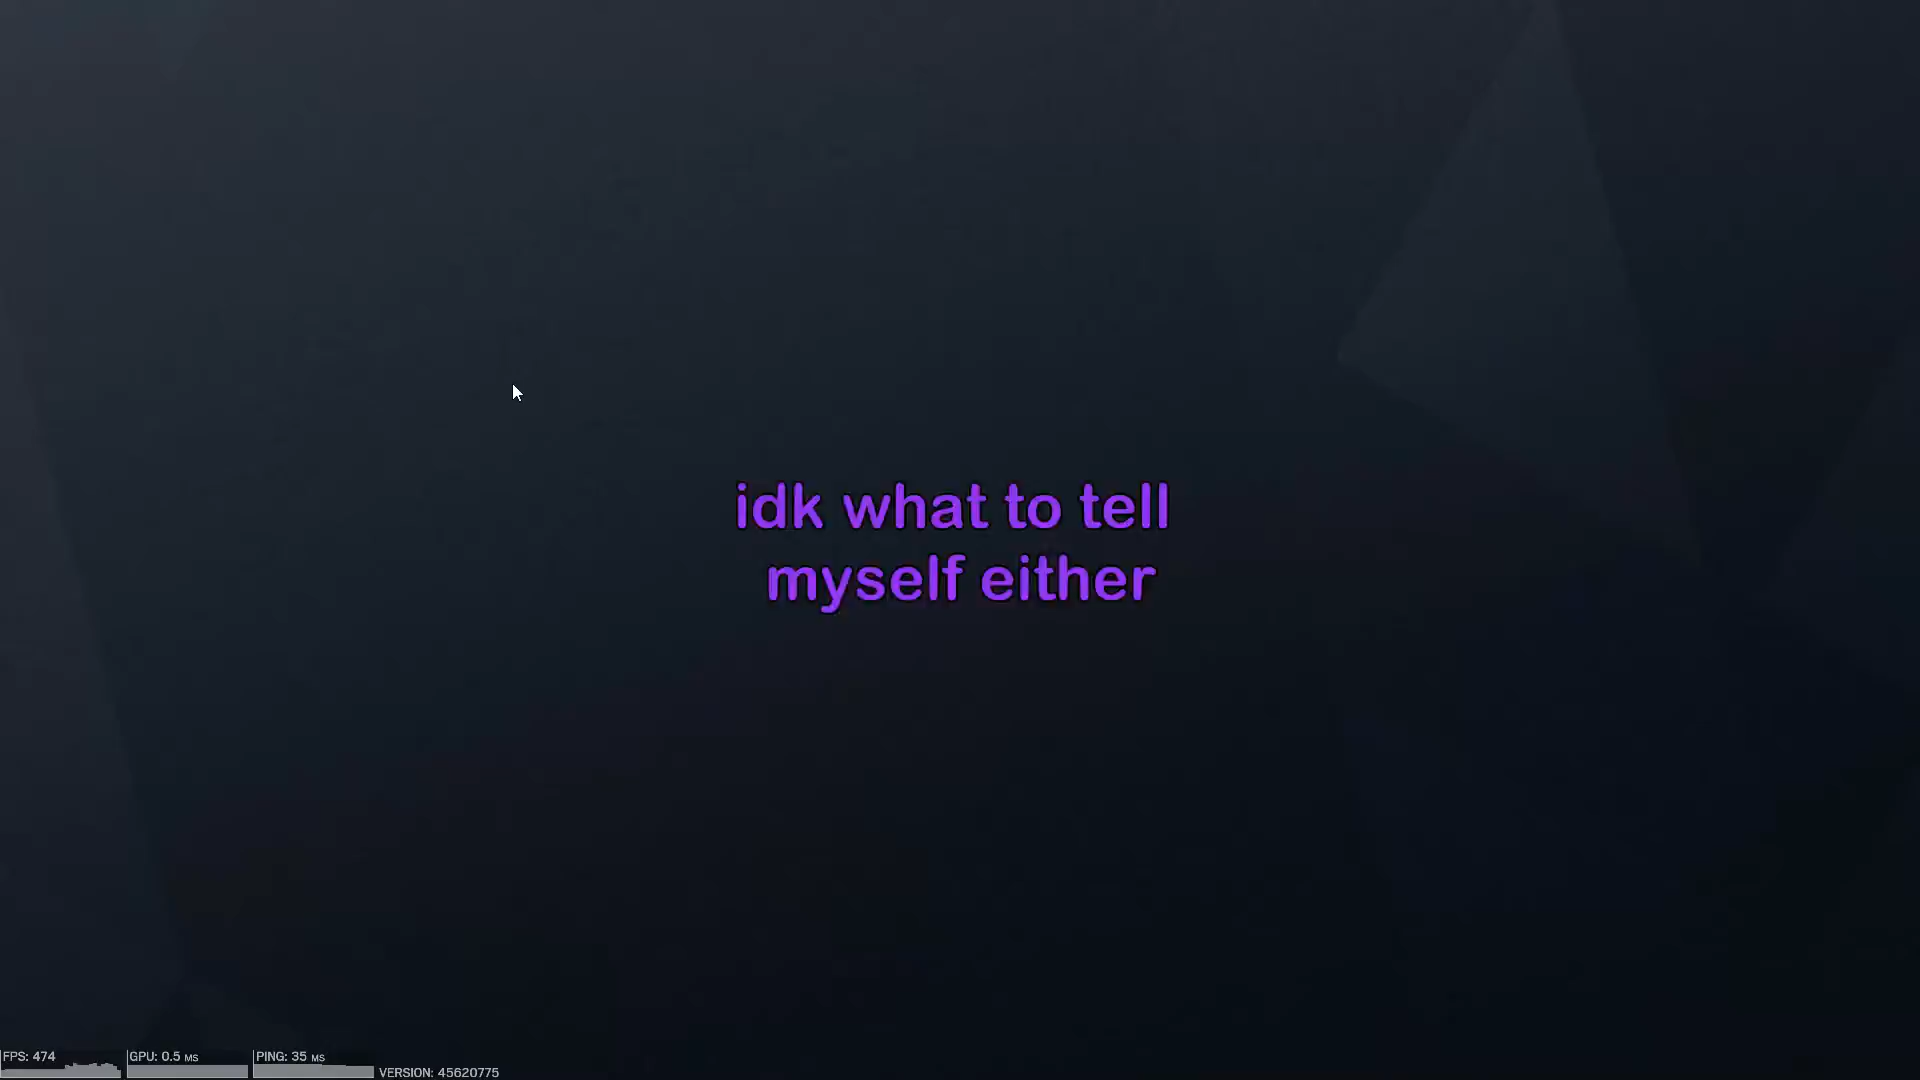 idk what to tell
myself either
FPS: 474
GPU: 0.5 MS
PING: 35 MS
VERSION: 45620775